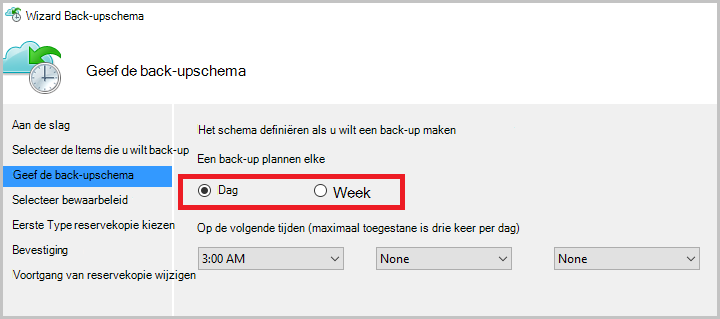 Wizard Back-upschema
Geef de back-upschema
Aan de slag
Selecteer de Items die u wilt back-up
Geef de back-upschema
Selecteer bewaarbeleid
Eerste Type reservekopie kiezen
Bevestiging
Voortgang van reservekopie wijzigen
Het schema definiëren als u wilt een back-up maken
Een back-up plannen elke
Dag Week
Op de volgende tijden (maximaal toegestane is drie keer per dag)
3:00 AM None None